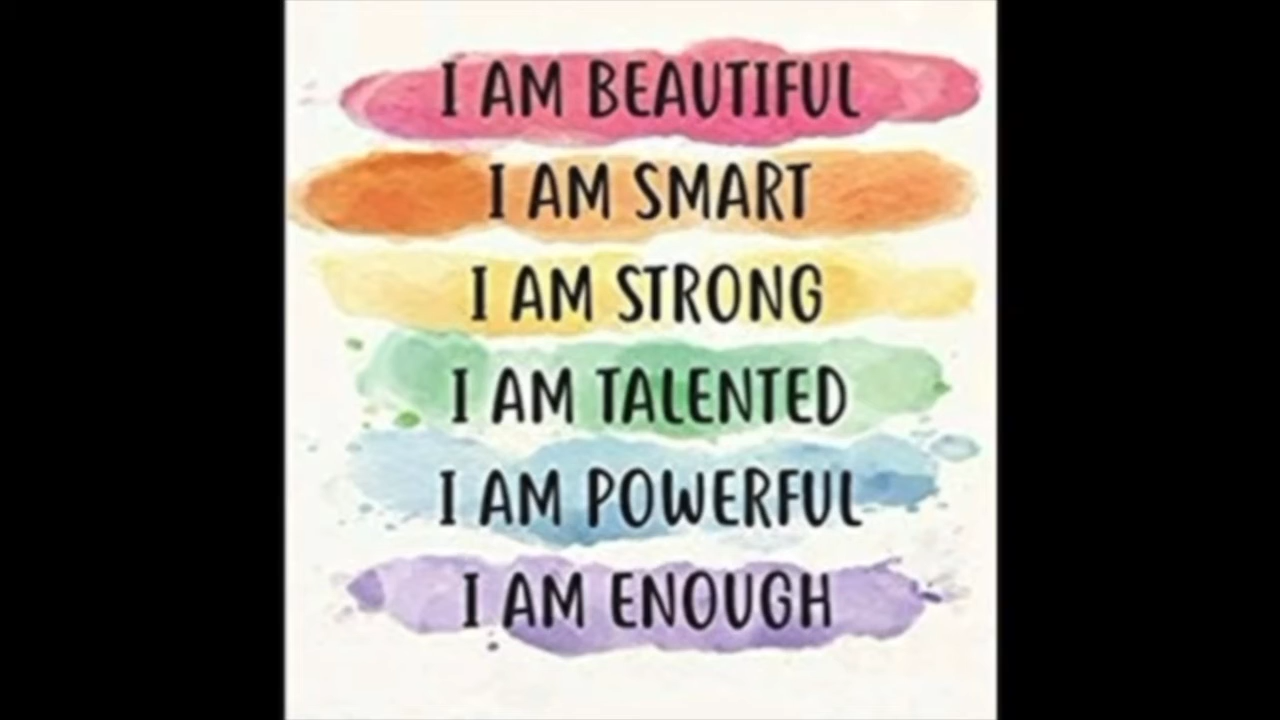 I AM BEAUTIFUL
I AM SMART
I AM STRONG
I AM TALENTED
I AM POWERFUL
I AM ENOUGH